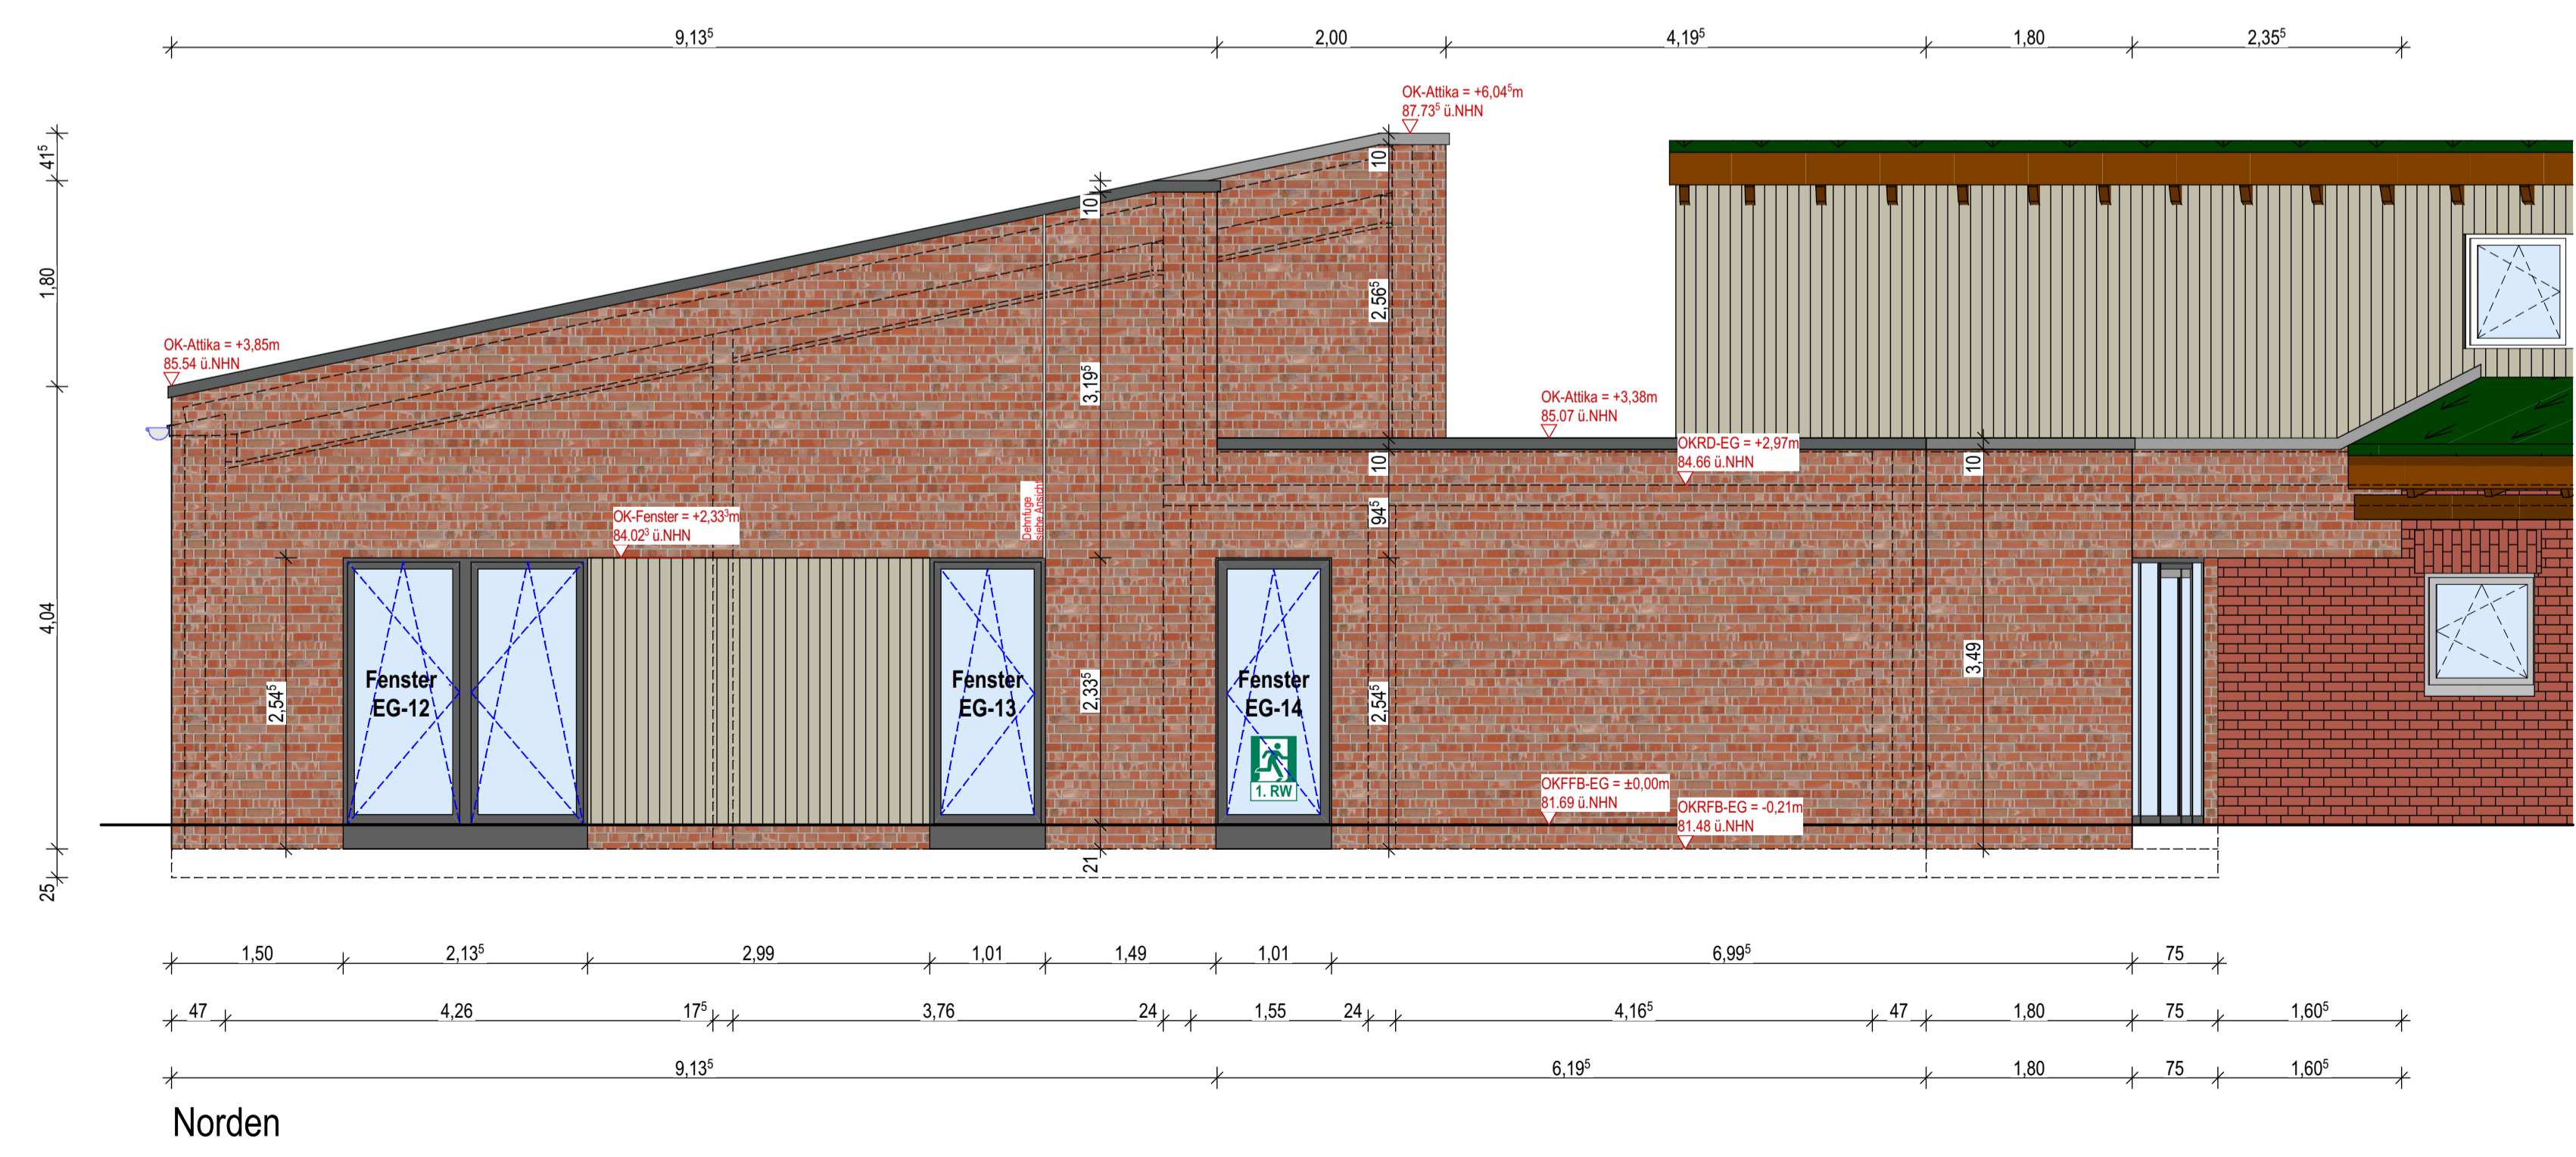 9,13⁵ 2,00 4,19⁵ 1,80 2,35⁵
OK-Attika = +6,04⁵m
87.73⁵ ü.NHN
41⁵
10
10
1.80
2,56⁵
OK-Attika = +3,85m
85.54 ü.NHN
3.19⁵
OK-Attika = +3,38m
85.07 ü.NHN
OKRD-EG = +2,97m
84.66 ü.NHN
10
10
Dehnfuge
siehe Ansicht
OK-Fenster = +2,33³m
84.02³ ü.NHN
94⁵
4,04
Fenster
EG-12
Fenster
EG-13
Fenster
EG-14
2,54⁵
2,33⁵
2,54⁵
3,49
1. RW
OKFFB-EG = ±0,00m
81.69 ü.NHN
OKRFB-EG = -0,21m
81.48 ü.NHN
21
25
1,50 2,13⁵ 2,99 1,01 1,49 1,01 6,99⁵ 75
47 4,26 17⁵ 3,76 24 1,55 24 4,16⁵ 47 1,80 75 1,60⁵
9,13⁵ 6,19⁵ 1,80 75 1,60⁵
Norden